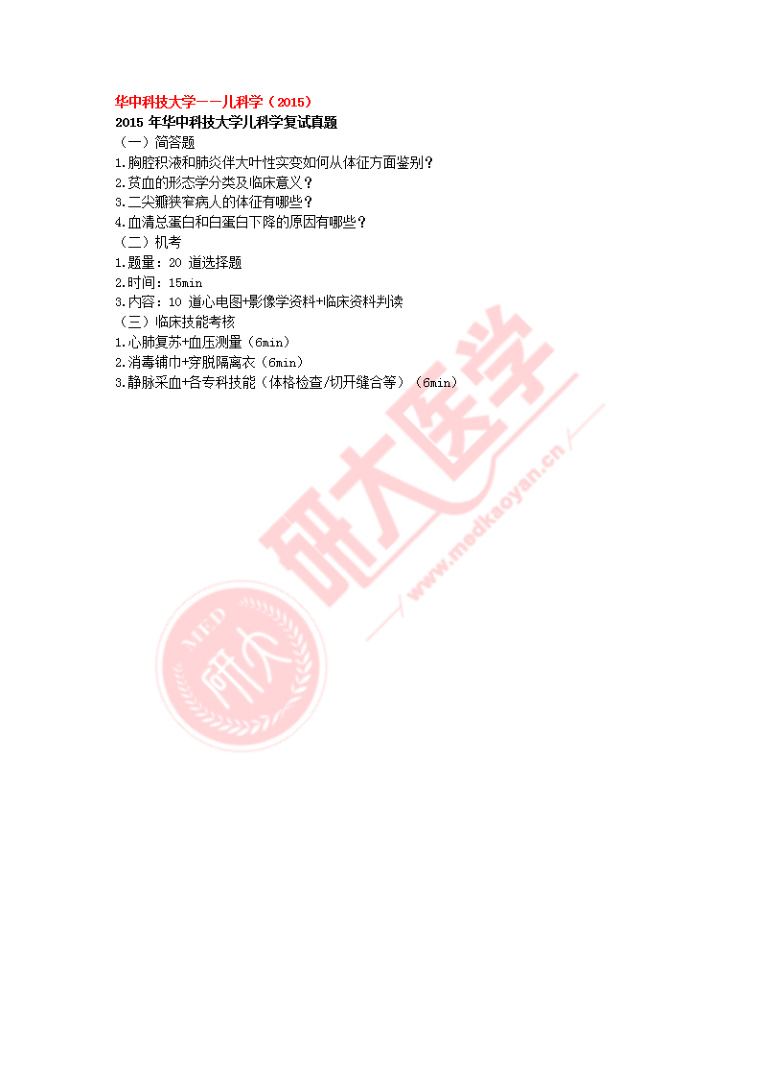 华中科技大学——儿科学（2015）
2015 年华中科技大学儿科学复试真题
（一）简答题
1.胸腔积液和肺炎伴大叶性实变如何从体征方面鉴别？
2.贫血的形态学分类及临床意义？
3.二尖瓣狭窄病人的体征有哪些？
4.血清总蛋白和白蛋白下降的原因有哪些？
（二）机考
1.题量：20 道选择题
2.时间：15min
3.内容：10 道心电图+影像学资料+临床资料判读
（三）临床技能考核
1.心肺复苏+血压测量（6min）
2.消毒铺巾+穿脱隔离衣（6min）
3.静脉采血+各专科技能（体格检查/切开缝合等）（6min）
研大医学
www.medkaoyan.cn
MED
研大